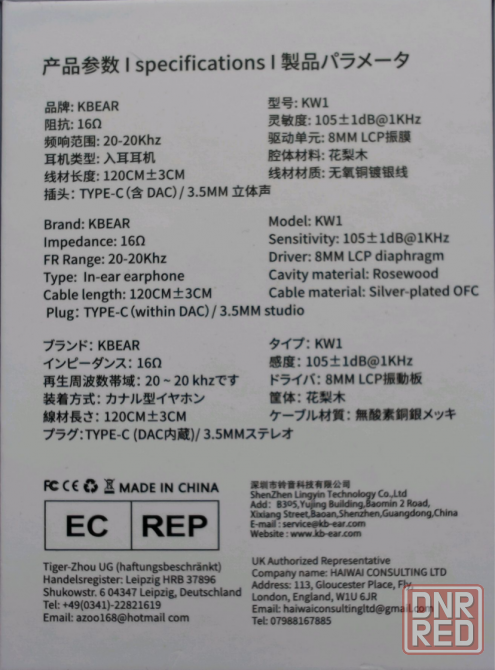 产品参数 I specifications I 製品パラメータ
品牌: KBEAR
型号: KW1
阻抗: 16Ω
灵敏度: 105±1dB@1KHz
频响范围: 20-20Khz
驱动单元: 8MM LCP振膜
耳机类型: 入耳耳机
腔体材料: 花梨木
线材长度: 120CM±3CM
线材材质: 无氧铜镀银线
插头: TYPE-C(含 DAC) / 3.5MM 立体声
Brand: KBEAR
Model: KW1
Impedance: 16Ω
Sensitivity: 105±1dB@1KHz
FR Range: 20-20Khz
Driver: 8MM LCP diaphragm
Type: In-ear earphone
Cavity material: Rosewood
Cable length: 120CM±3CM
Cable material: Silver-plated OFC
Plug: TYPE-C(within DAC) / 3.5MM studio
ブランド: KBEAR
タイプ: KW1
インピーダンス: 16Ω
感度: 105±1dB@1KHz
再生周波数帯域: 20 ~ 20 khzです
ドライバ: 8MM LCP振動板
装着方式: カナル型イヤホン
筐体: 花梨木
線材長さ: 120CM±3CM
ケーブル材質: 無酸素銅銀メッキ
プラグ:TYPE-C (DAC内蔵) / 3.5MMステレオ
FC CE MADE IN CHINA
EC REP
Tiger-Zhou UG (haftungsbeschränkt)
Handelsregister: Leipzig HRB 37896
Shukowstr. 6 04347 Leipzig, Deutschland
Tel: +49(0341)-22821619
Email: azoo168@hotmail.com
深圳市铃音科技有限公司
ShenZhen Lingyin Technology Co.,Ltd
Add: B305,Yujing Building,Baomin 2 Road,
Xixiang Street,Baoan,Shenzhen,Guangdong,China
E-mail : service@kb-ear.com
Website : www.kb-ear.com
UK Authorized Representative
Company name: HAIWAI CONSULTING LTD
Address: 113, Gloucester Place, Fly
London, England, W1U 6JR
Email: haiwaiconsultingltd@gmail.com
Tel: 07988167885
DNR
RED